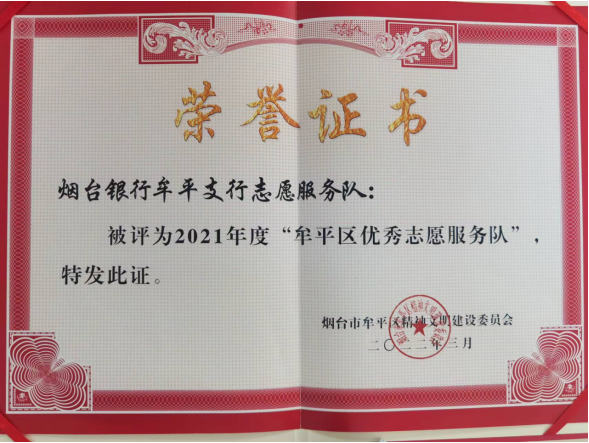 荣誉证书
烟台银行牟平支行志愿服务队：
被评为2021年度“牟平区优秀志愿服务队”，
特发此证。
烟台市牟平区精神文明建设委员会
二〇二二年三月